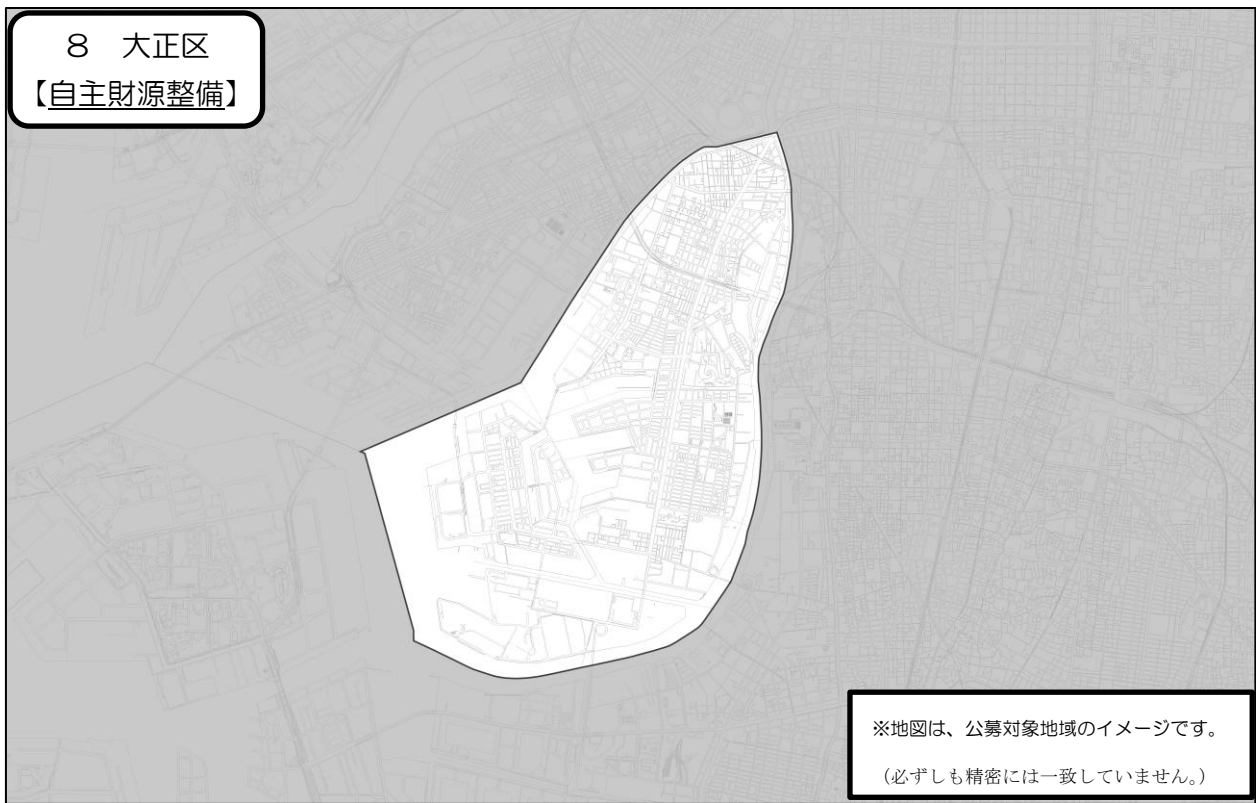 ８　大正区
【自主財源整備】
※地図は、公募対象地域のイメージです。
（必ずしも精密には一致していません。）